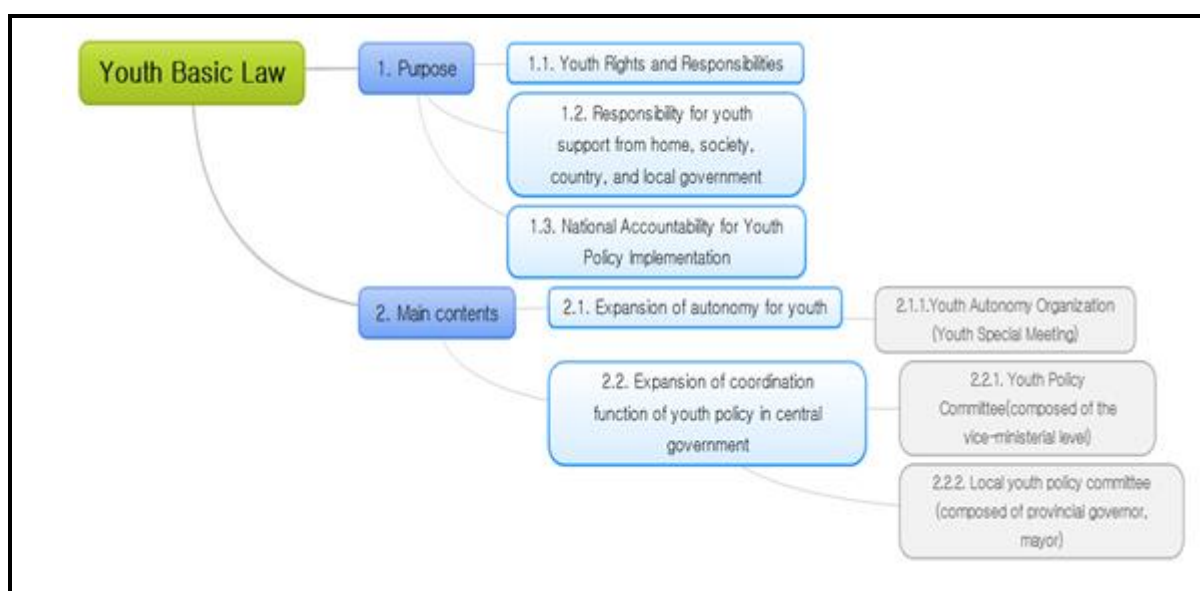 Youth Basic Law
1. Purpose
1.1. Youth Rights and Responsibilities
1.2. Responsibility for youth
support from home, society,
country, and local government
1.3. National Accountability for Youth
Policy Implementation
2. Main contents
2.1. Expansion of autonomy for youth
2.1.1.Youth Autonomy Organization
(Youth Special Meeting)
2.2. Expansion of coordination
function of youth policy in central
government
2.2.1. Youth Policy
Committee(composed of the
vice-ministerial level)
2.2.2. Local youth policy committee
(composed of provincial governor,
mayor)